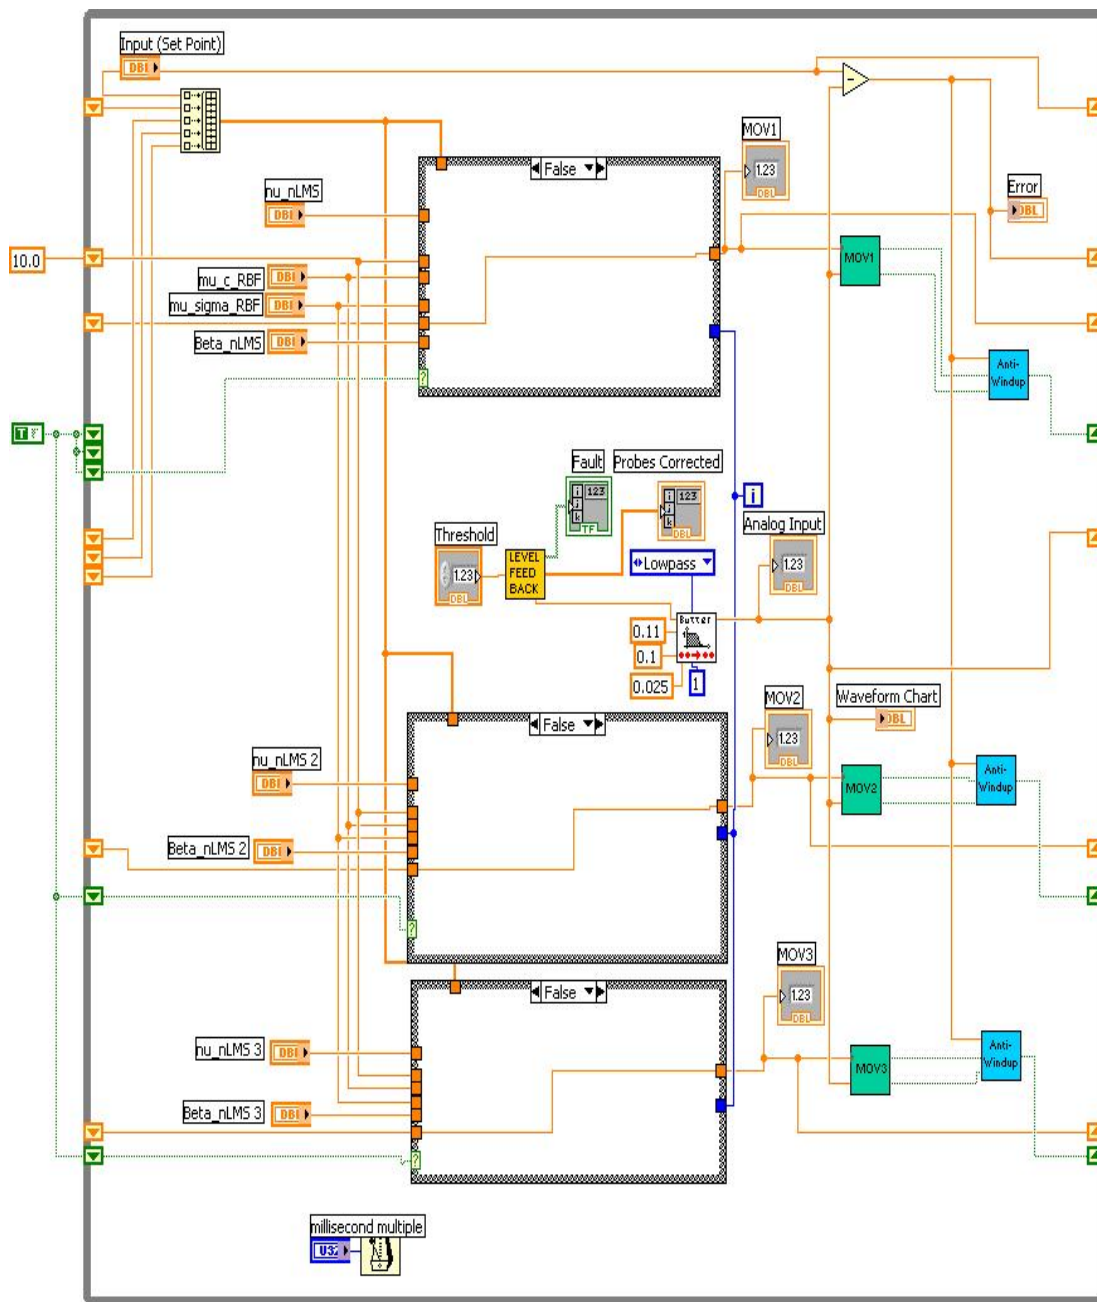 Input (Set Point)
DBL
MOV1
1.23
DBL
False
nu_nLMS
DBL
Error
DBL
10.0
mu_c_RBF
DBL
mu_sigma_RBF
DBL
Beta_nLMS
DBL
MOV1
?
Anti-
Windup
T
Fault
Probes Corrected
i
j
k
123
TF
i
j
k
123
DBL
i
Threshold
1.23
DBL
LEVEL
FEED
BACK
Analog Input
1.23
DBL
Lowpass
Butter
0.11
0.1
0.025
1
MOV2
1.23
DBL
Waveform Chart
DBL
False
nu_nLMS 2
DBL
MOV2
Anti-
Windup
Beta_nLMS 2
DBL
?
MOV3
1.23
DBL
False
nu_nLMS 3
DBL
MOV3
Anti-
Windup
Beta_nLMS 3
DBL
?
millisecond multiple
U32